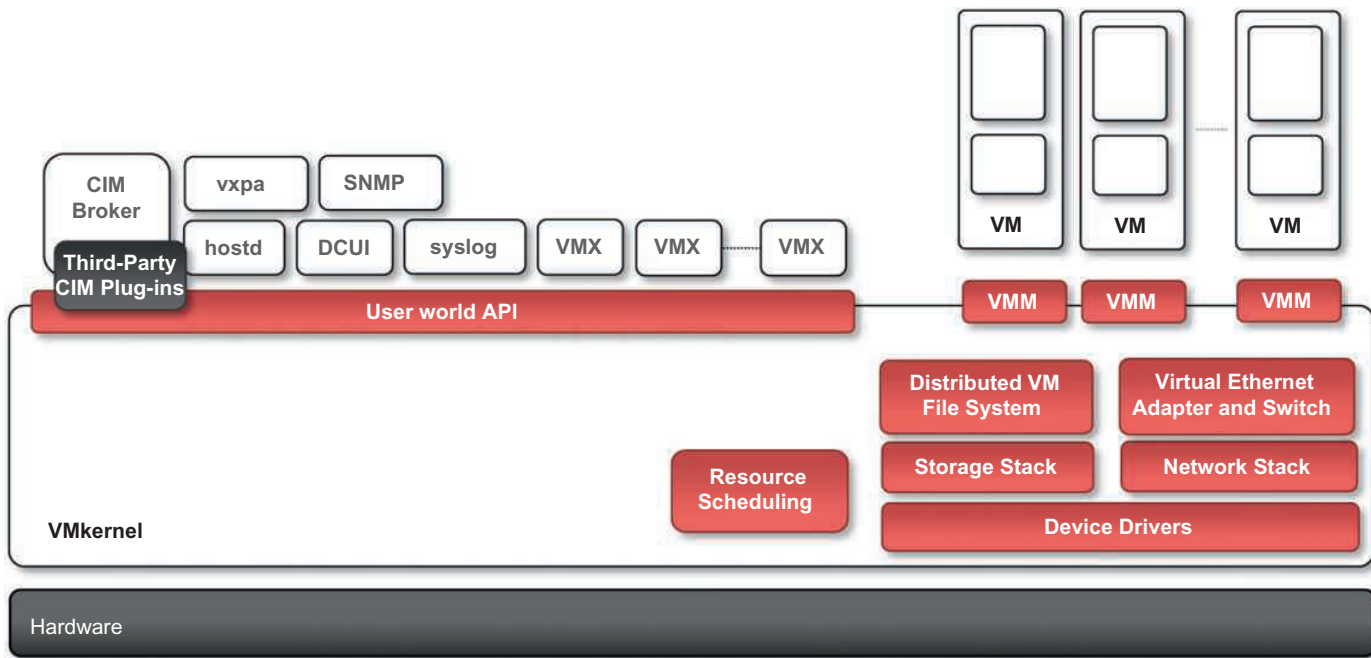 VM
VM
VM
CIM
Broker
vxpa
SNMP
hostd
DCUI
syslog
VMX
VMX
VMX
Third-Party
CIM Plug-ins
User world API
VMM
VMM
VMM
Distributed VM
File System
Virtual Ethernet
Adapter and Switch
Resource
Scheduling
Storage Stack
Network Stack
Device Drivers
VMkernel
Hardware